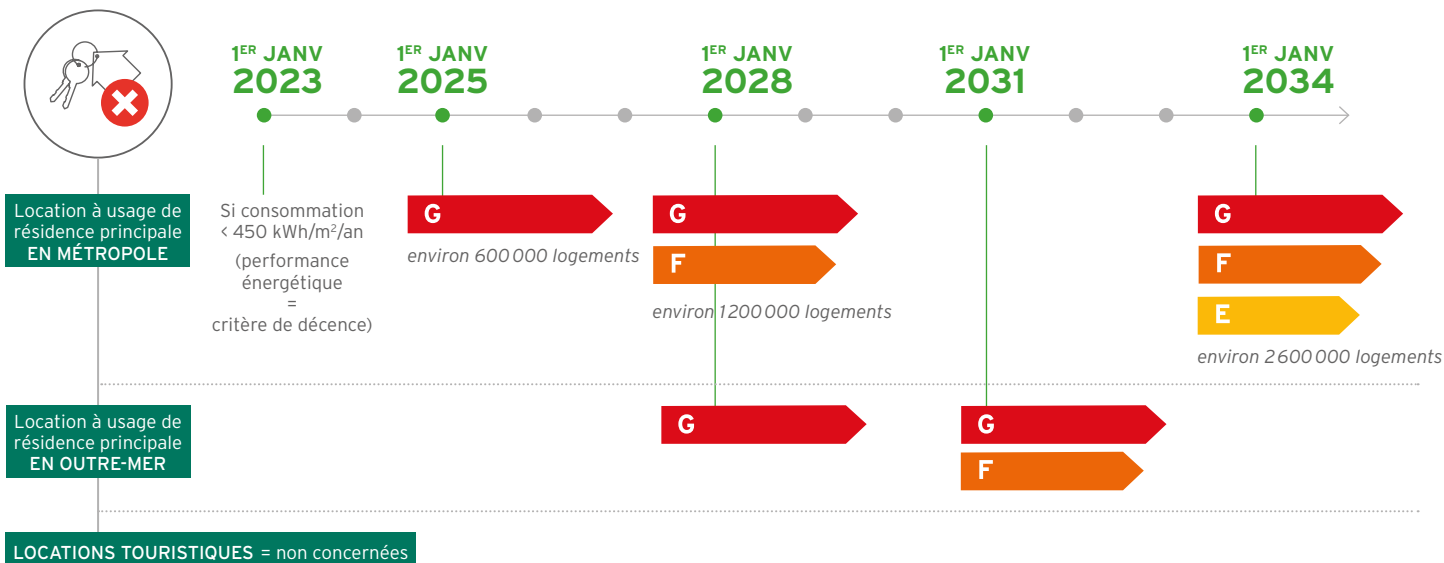 1ER JANV
2023
1ER JANV
2025
1ER JANV
2028
1ER JANV
2031
1ER JANV
2034
Location à usage de
résidence principale
EN MÉTROPOLE
Si consommation
< 450 kWh/m²/an
(performance
énergétique
=
critère de décence)
G
environ 600 000 logements
G
F
environ 1 200 000 logements
G
F
E
environ 2 600 000 logements
Location à usage de
résidence principale
EN OUTRE-MER
G
G
F
LOCATIONS TOURISTIQUES = non concernées